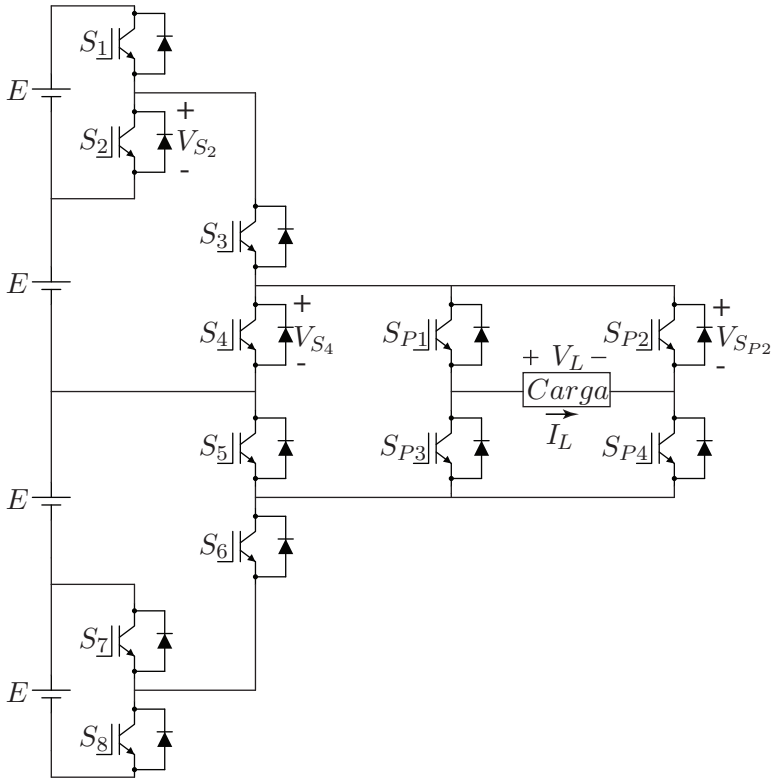 S1
E
+
S2
VS2
-
S3
E
+
+
S4
SP1
SP2
VS4
VSP2
+ VL −
-
-
Carga
IL
S5
SP3
SP4
E
S6
S7
E
S8